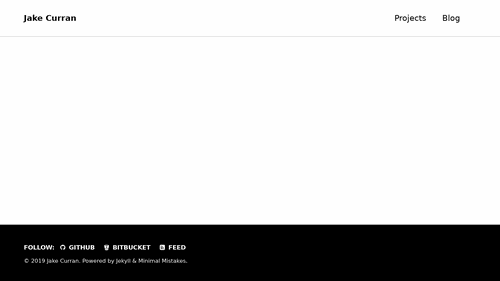 Jake Curran
Projects Blog
FOLLOW: GITHUB BITBUCKET FEED
© 2019 Jake Curran. Powered by Jekyll & Minimal Mistakes.